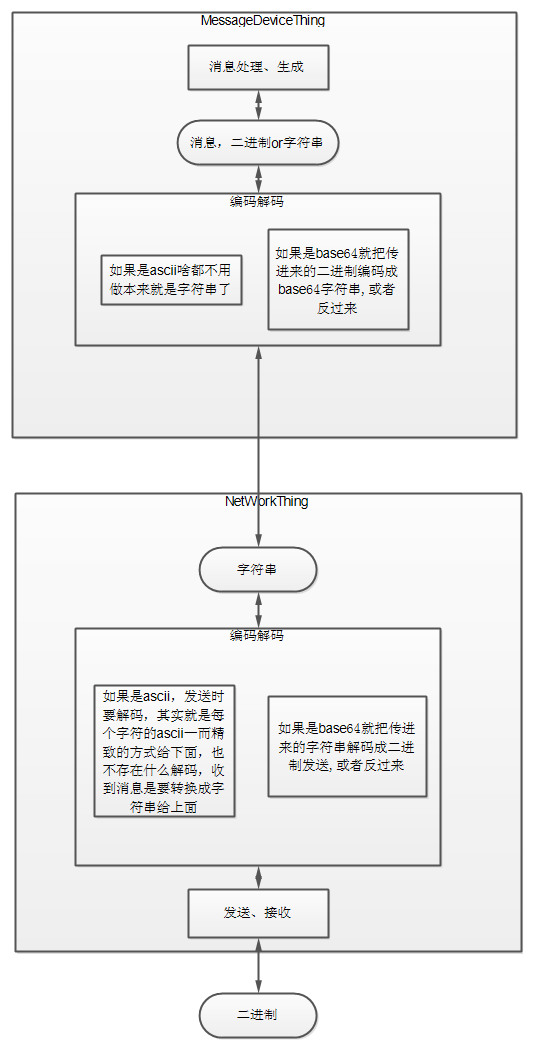 MessageDeviceThing
消息处理、生成
消息，二进制or字符串
编码解码
如果是ascii啥都不用
做本来就是字符串了
如果是base64就把传
进来的二进制编码成
base64字符串, 或者
反过来
NetWorkThing
字符串
编码解码
如果是ascii，发送时
要解码，其实就是每
个字符的ascii一而精
致的方式给下面，也
不存在什么解码，收
到消息是要转换成字
符串给上面
如果是base64就把传进
来的字符串解码成二进
制发送, 或者反过来
发送、接收
二进制